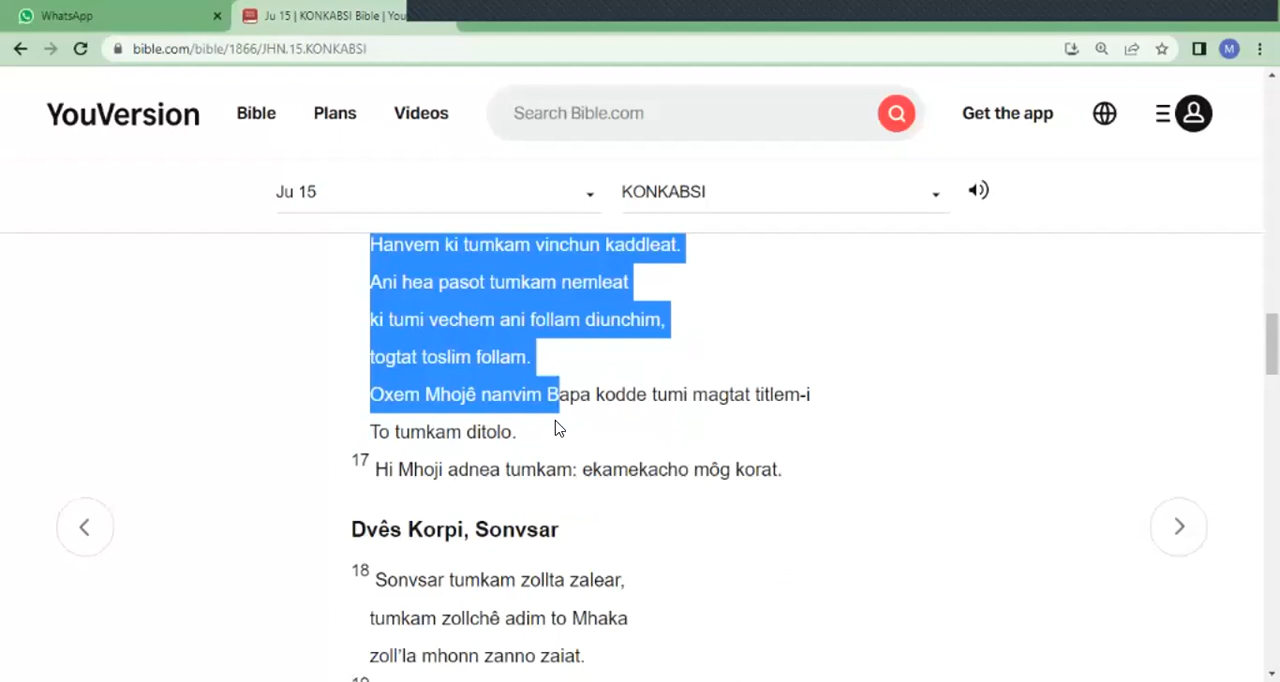 WhatsApp
Ju 15 | KONKABSI Bible | You
bible.com/bible/1866/JHN.15.KONKABSI
M
YouVersion
Bible
Plans
Videos
Search Bible.com
Get the app
Ju 15
KONKABSI
Hanvem ki tumkam vinchun kaddleat.
Ani hea pasot tumkam nemleat
ki tumi vechem ani follam diunchim,
togtat toslim follam.
Oxem Mhojê nanvim Bapa kodde tumi magtat titlem-i
To tumkam ditolo.
17 Hi Mhoji adnea tumkam: ekamekacho môg korat.
Dvês Korpi, Sonvsar
18 Sonvsar tumkam zollta zalear,
tumkam zollchê adim to Mhaka
zoll’la mhonn zanno zaiat.